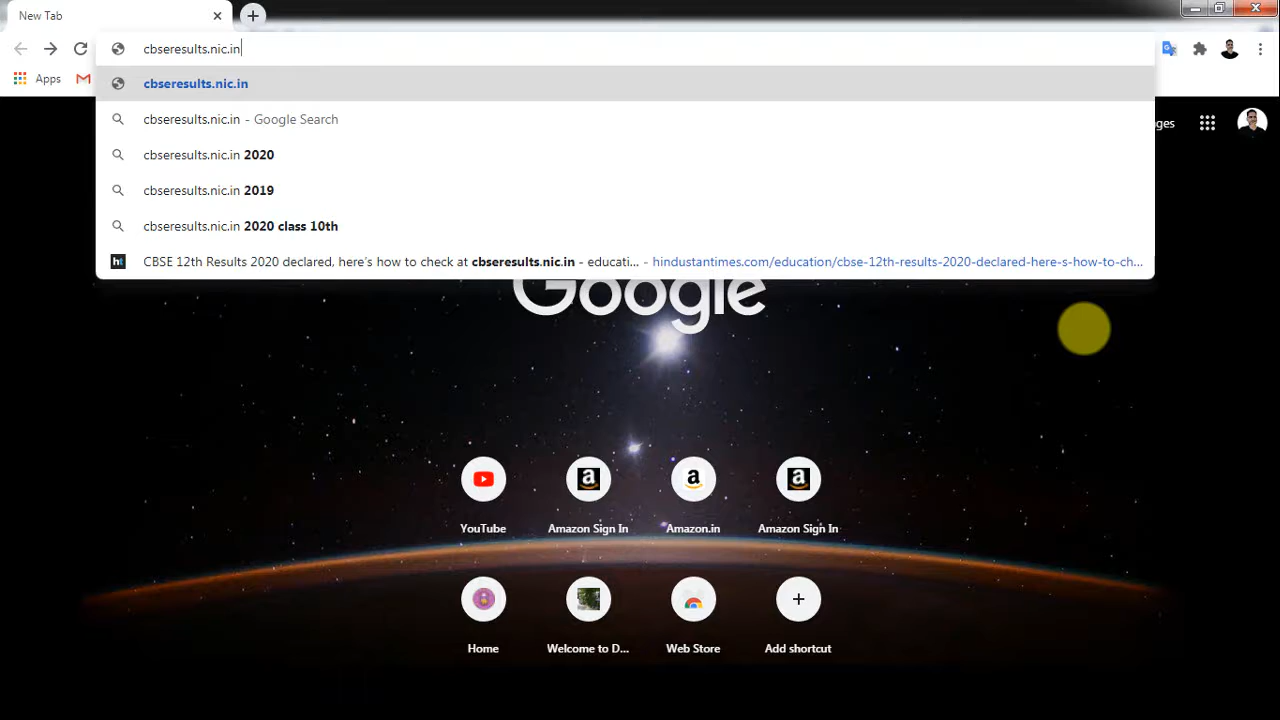 New Tab
cbseresults.nic.in
Apps
cbseresults.nic.in
cbseresults.nic.in - Google Search
cbseresults.nic.in 2020
cbseresults.nic.in 2019
cbseresults.nic.in 2020 class 10th
CBSE 12th Results 2020 declared, here's how to check at cbseresults.nic.in - educati... - hindustantimes.com/education/cbse-12th-results-2020-declared-here-s-how-to-ch...
ges
Google
YouTube
Amazon Sign In
Amazon.in
Amazon Sign In
Home
Welcome to D...
Web Store
Add shortcut